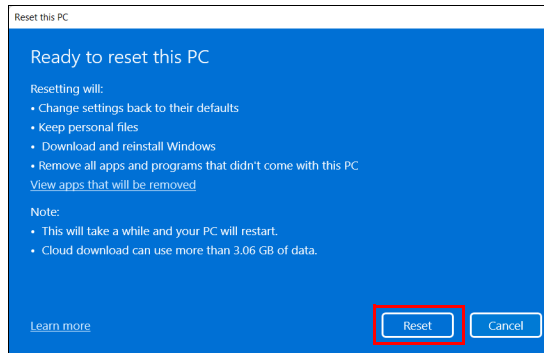 Reset this PC
Ready to reset this PC
Resetting will:
• Change settings back to their defaults
• Keep personal files
• Download and reinstall Windows
• Remove all apps and programs that didn't come with this PC
View apps that will be removed
Note:
• This will take a while and your PC will restart.
• Cloud download can use more than 3.06 GB of data.
Learn more
Reset
Cancel